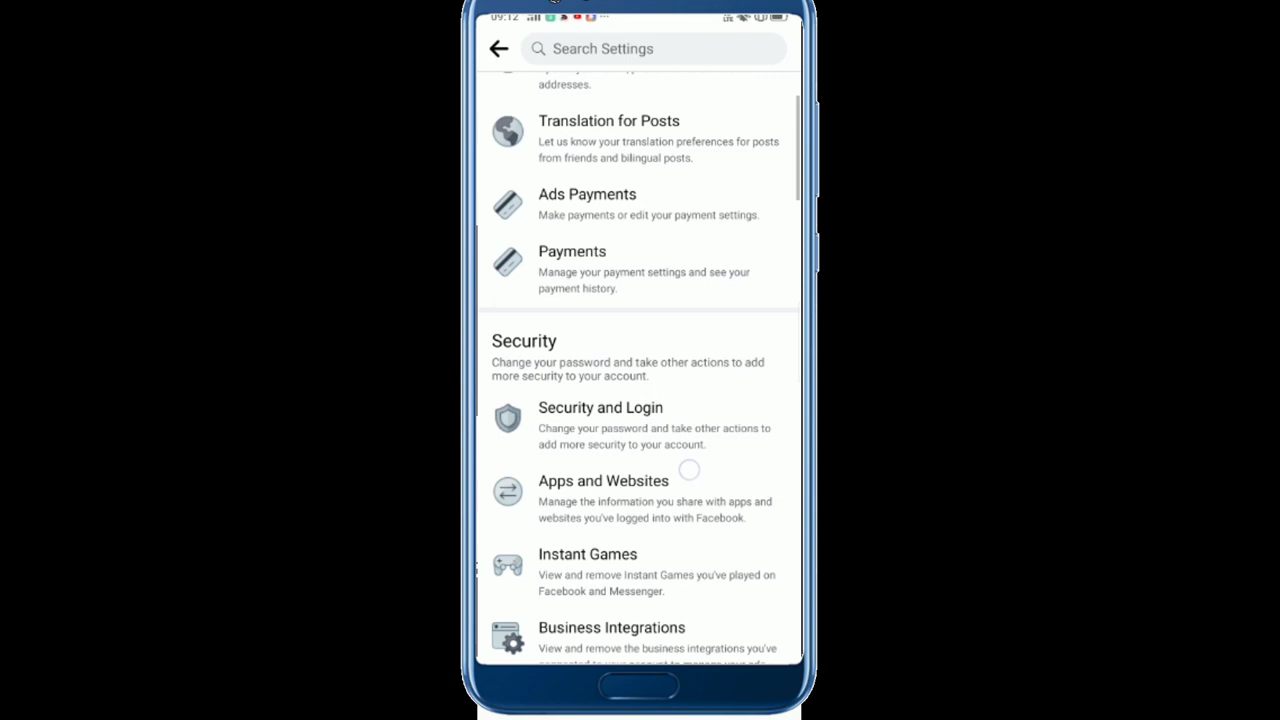 09:12
Search Settings
addresses.
Translation for Posts
Let us know your translation preferences for posts
from friends and bilingual posts.
Ads Payments
Make payments or edit your payment settings.
Payments
Manage your payment settings and see your
payment history.
Security
Change your password and take other actions to add
more security to your account.
Security and Login
Change your password and take other actions to
add more security to your account.
Apps and Websites
Manage the information you share with apps and
websites you've logged into with Facebook.
Instant Games
View and remove Instant Games you've played on
Facebook and Messenger.
Business Integrations
View and remove the business integrations you've